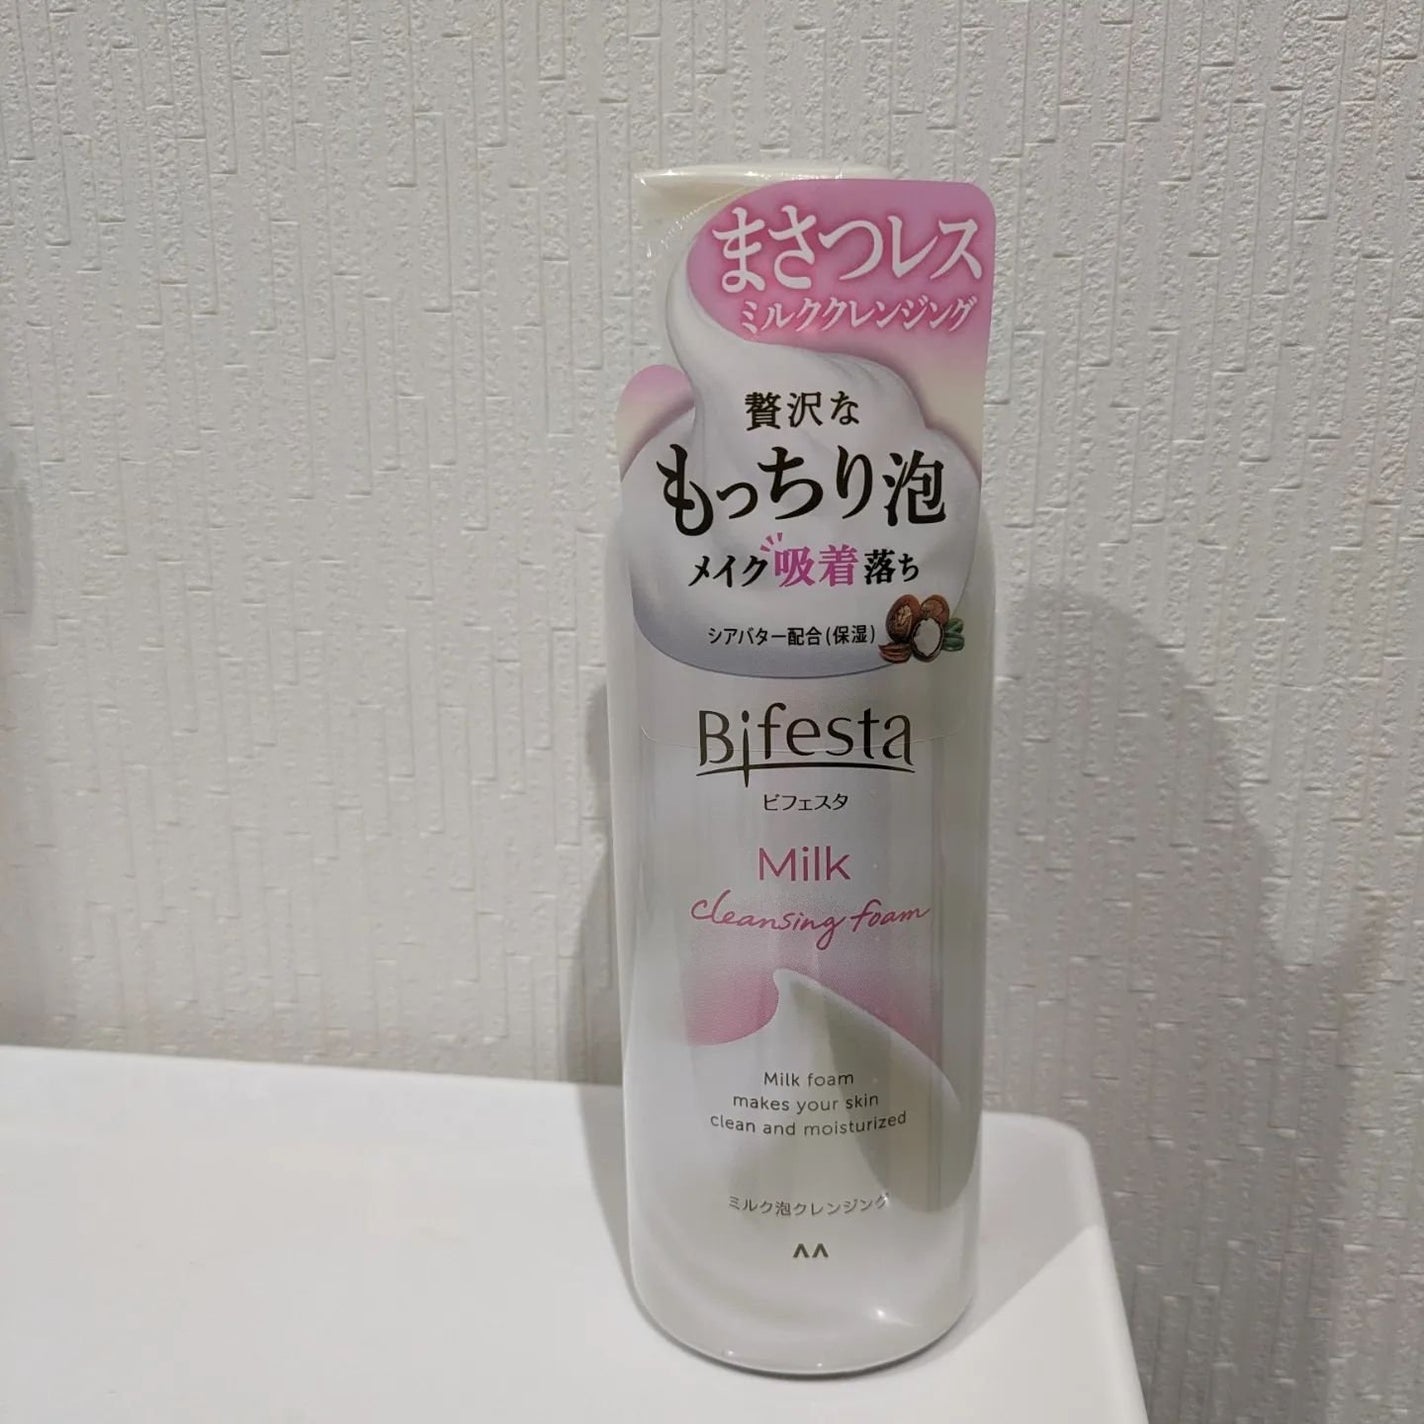 まさつレス
ミルククレンジング
贅沢な
もっちり泡
メイク吸着落ち
シアバター配合(保湿)
Bifesta
ビフェスタ
Milk
cleansing foam
Milk foam
makes your skin
clean and moisturized
ミルク泡クレンジング